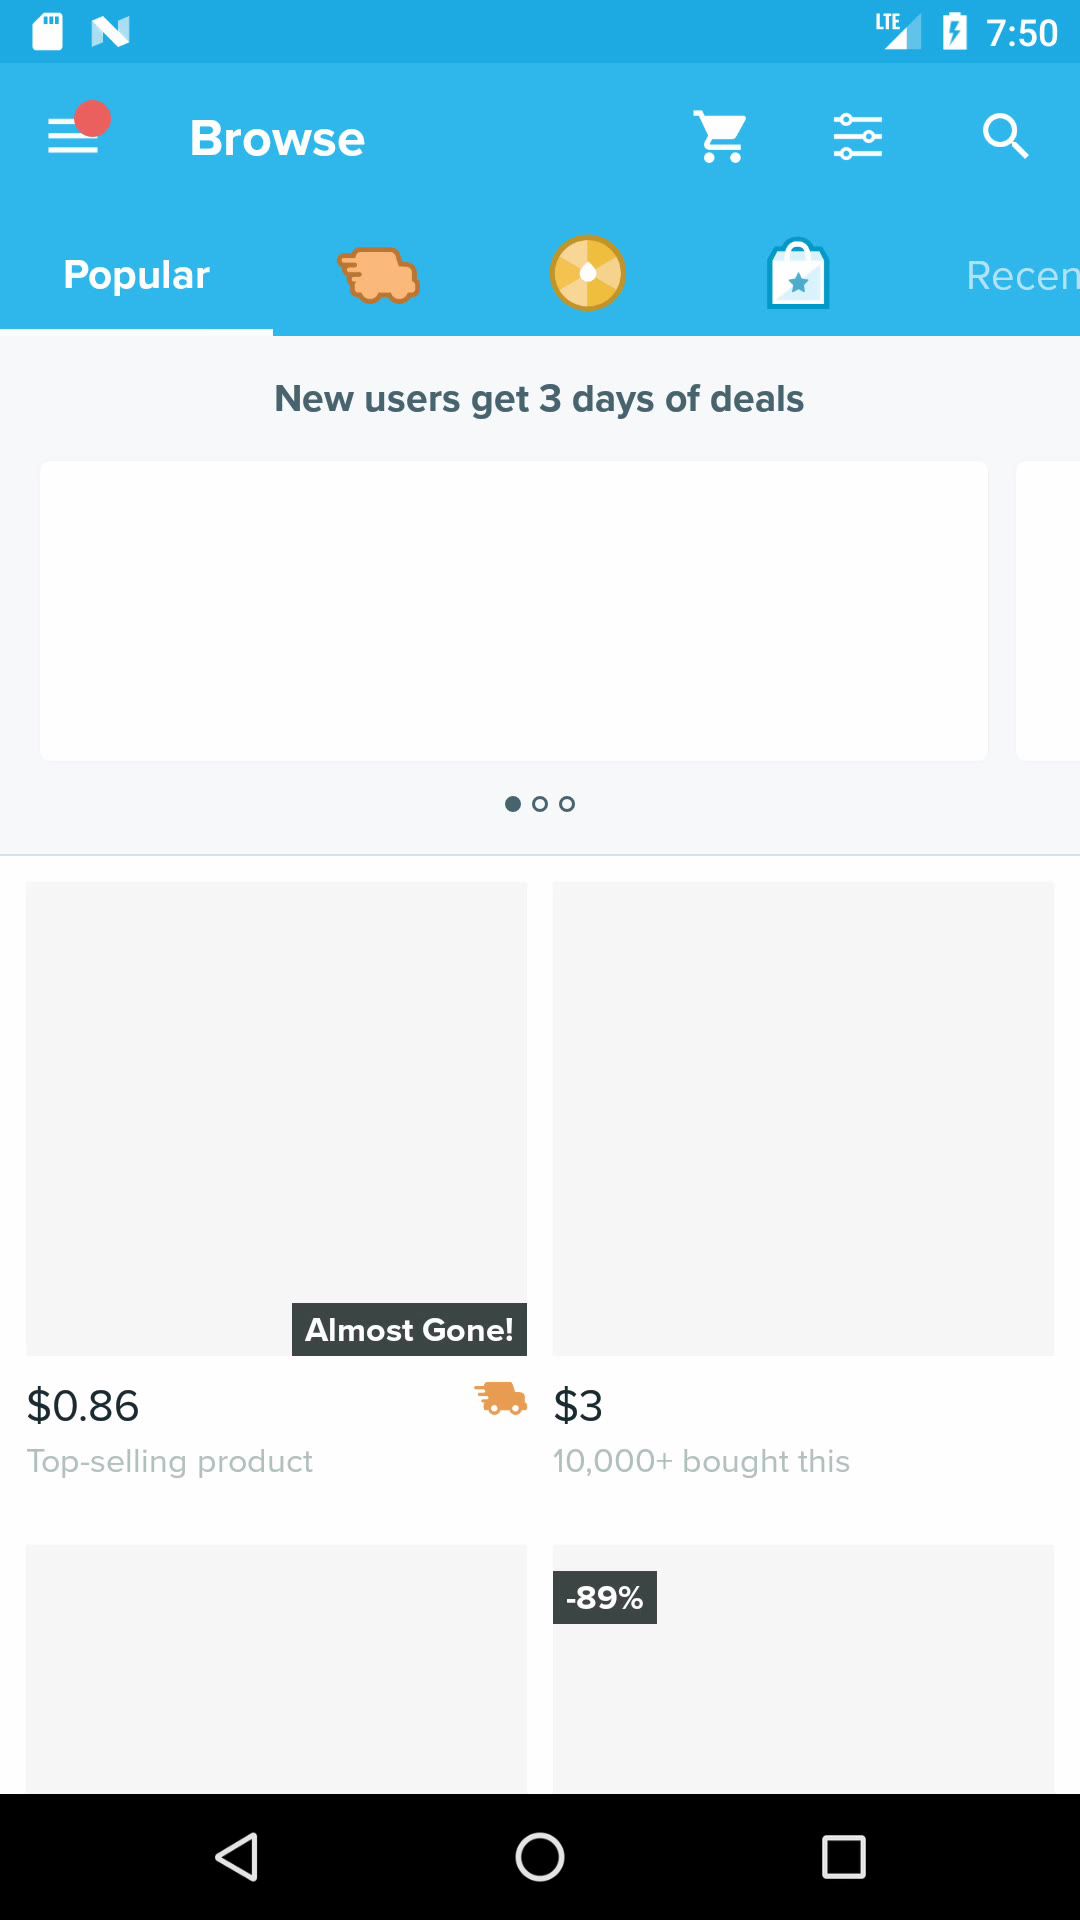 LTE 7:50
Browse
Popular Recen
New users get 3 days of deals
Almost Gone!
$0.86 $3
Top-selling product 10,000+ bought this
-89%